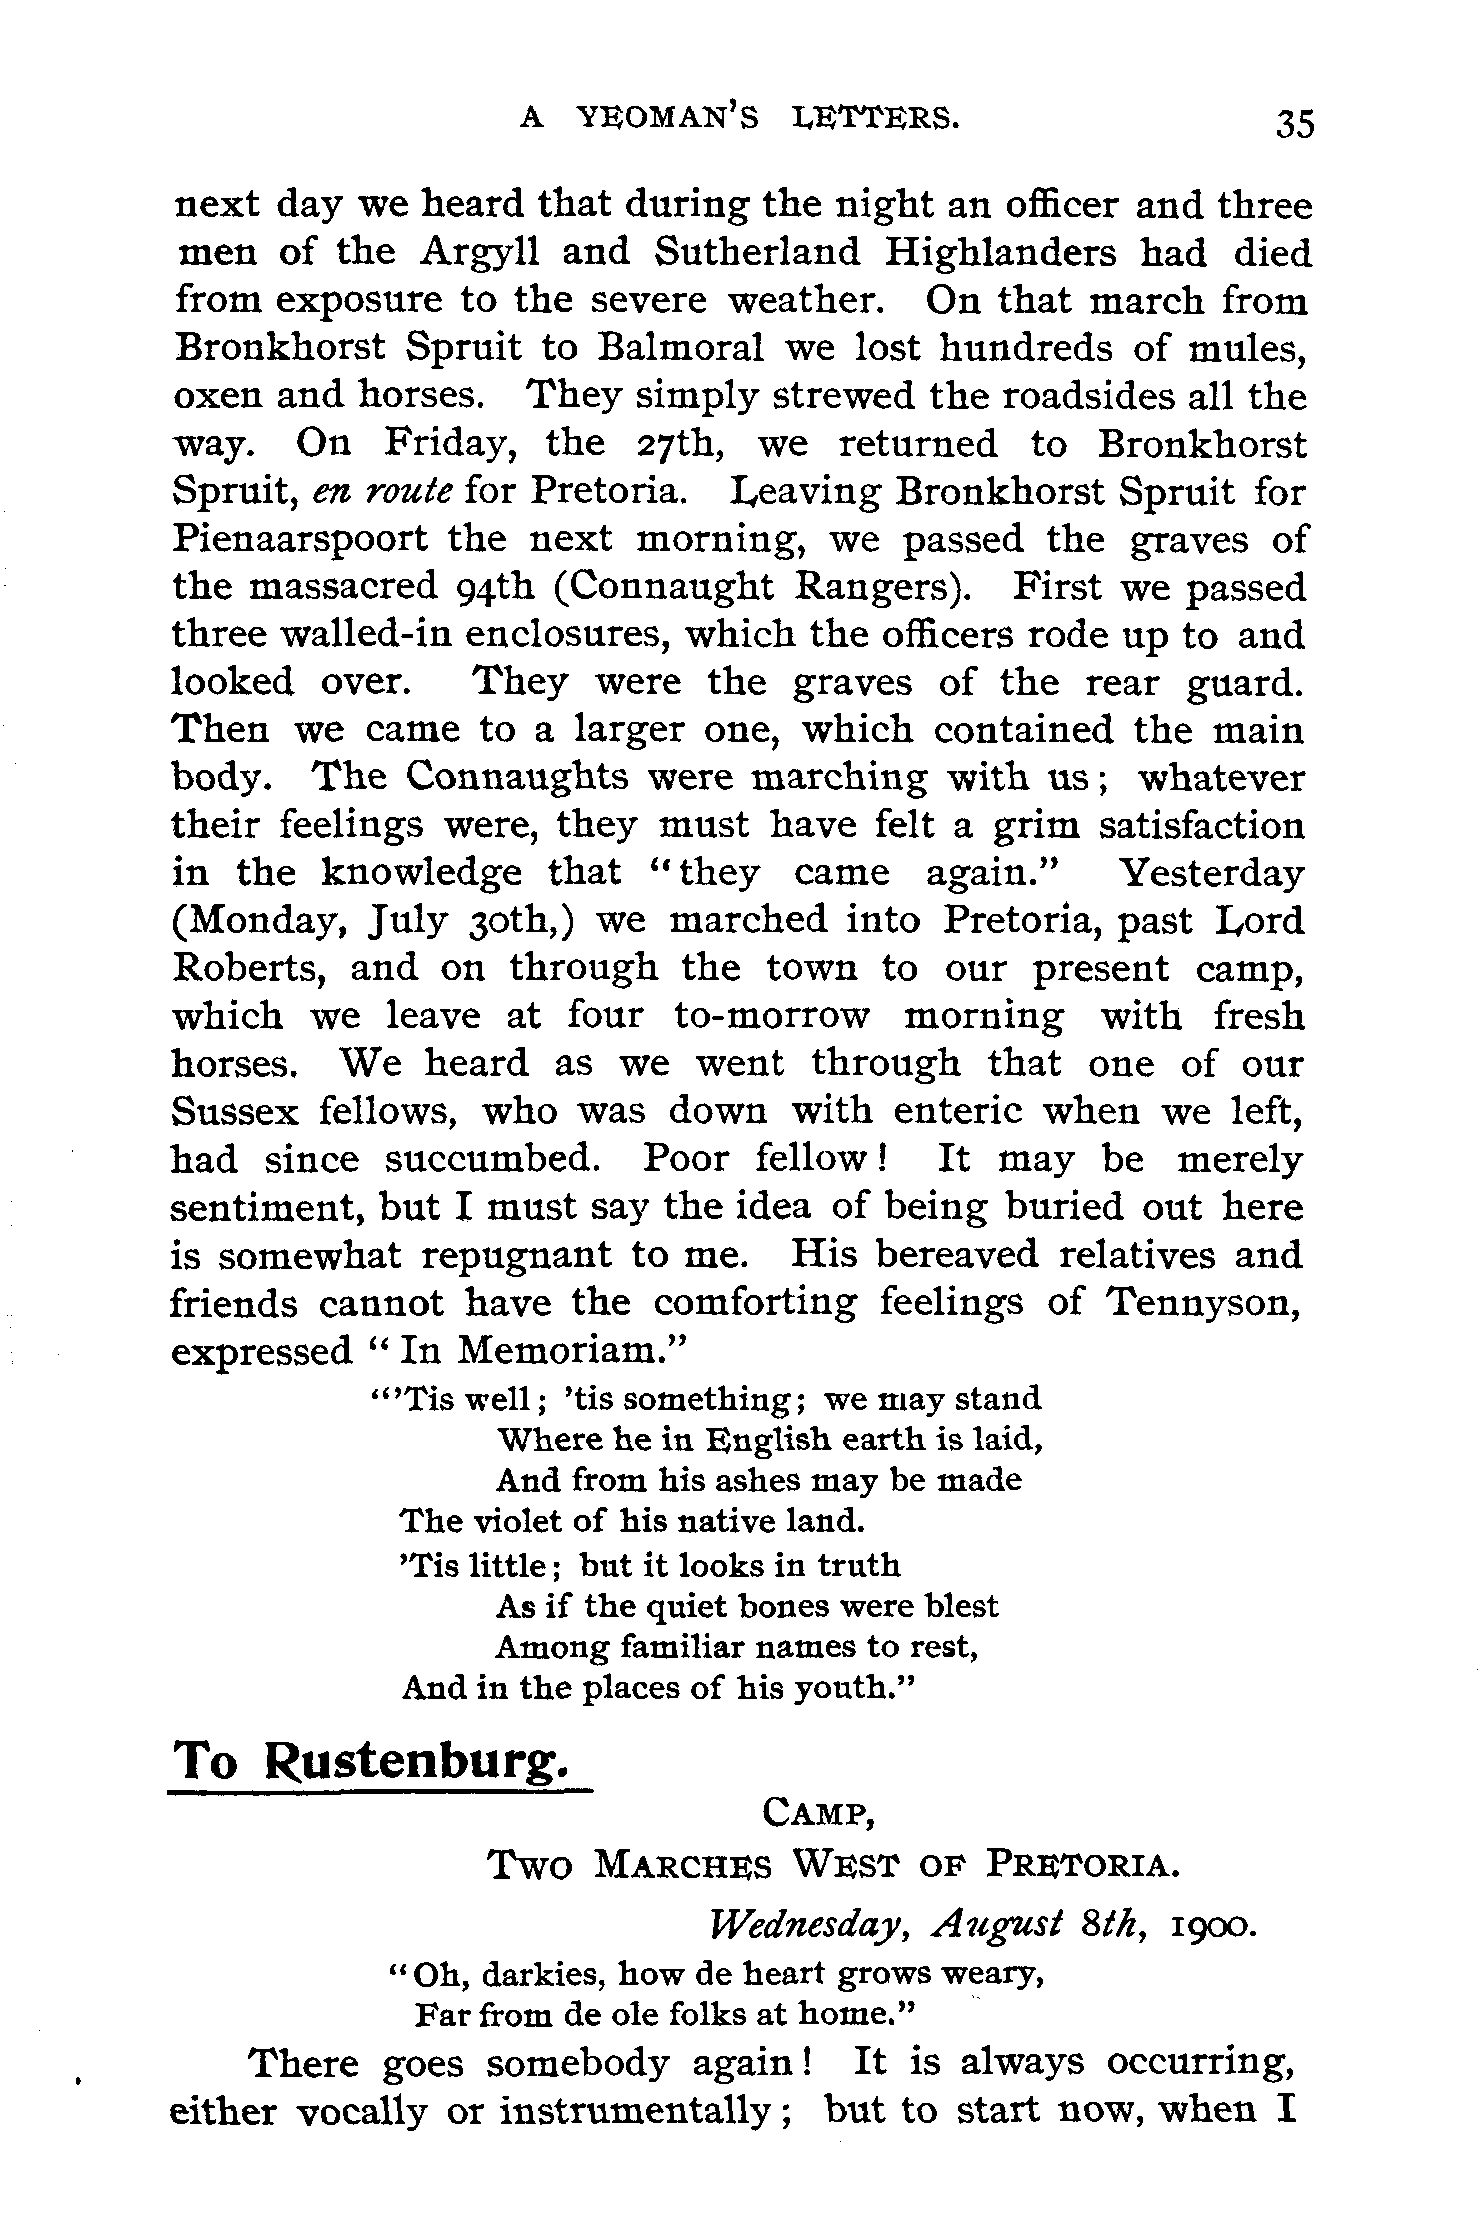 A YEOMAN'S LETTERS. 35
next day we heard that during the night an officer and three
men of the Argyll and Sutherland Highlanders had died
from exposure to the severe weather. On that march from
Bronkhorst Spruit to Balmoral we lost hundreds of mules,
oxen and horses. They simply strewed the roadsides all the
way. On Friday, the 27th, we returned to Bronkhorst
Spruit, en route for Pretoria. Leaving Bronkhorst Spruit for
Pienaarspoort the next morning, we passed the graves of
the massacred 94th (Connaught Rangers). First we passed
three walled-in enclosures, which the officers rode up to and
looked over. They were the graves of the rear guard.
Then we came to a larger one, which contained the main
body. The Connaughts were marching with us; whatever
their feelings were, they must have felt a grim satisfaction
in the knowledge that "they came again." Yesterday
(Monday, July 30th,) we marched into Pretoria, past Lord
Roberts, and on through the town to our present camp,
which we leave at four to-morrow morning with fresh
horses. We heard as we went through that one of our
Sussex fellows, who was down with enteric when we left,
had since succumbed. Poor fellow! It may be merely
sentiment, but I must say the idea of being buried out here
is somewhat repugnant to me. His bereaved relatives and
friends cannot have the comforting feelings of Tennyson,
expressed "In Memoriam."
"'Tis well; 'tis something; we may stand
Where he in English earth is laid,
And from his ashes may be made
The violet of his native land.
'Tis little; but it looks in truth
As if the quiet bones were blest
Among familiar names to rest,
And in the places of his youth."
To Rustenburg.
CAMP,
TWO MARCHES WEST OF PRETORIA.
Wednesday, August 8th, 1900.
"Oh, darkies, how de heart grows weary,
Far from de ole folks at home."
There goes somebody again! It is always occurring,
either vocally or instrumentally; but to start now, when I